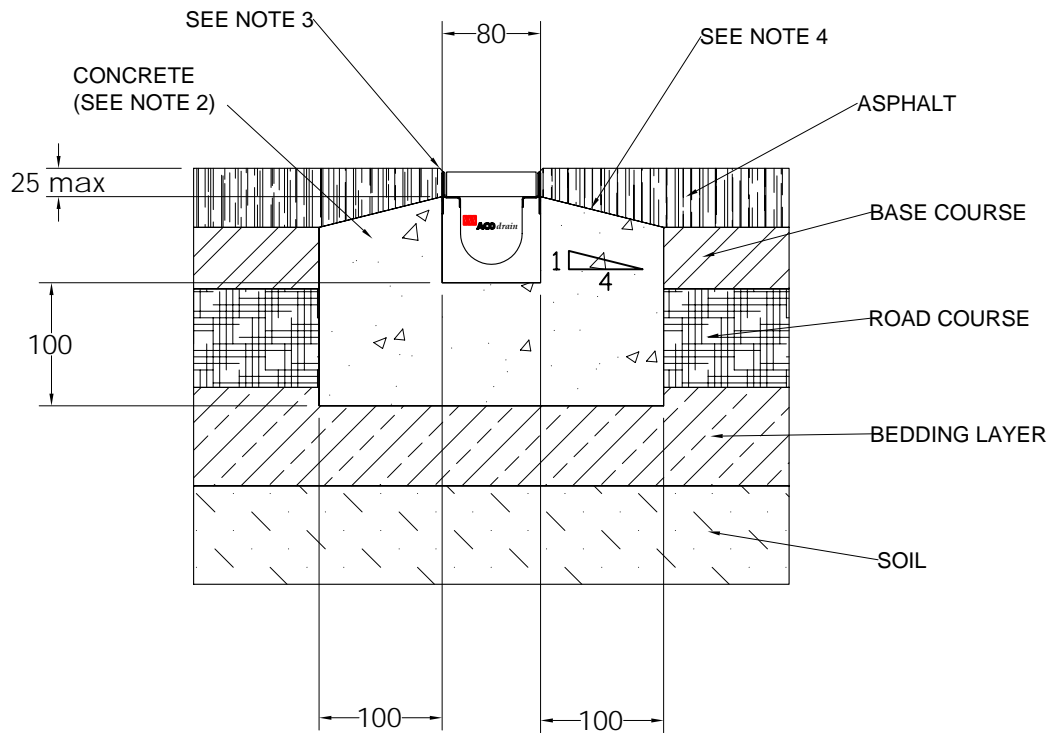 SEE NOTE 3
80
SEE NOTE 4
CONCRETE
(SEE NOTE 2)
ASPHALT
25 max
BASE COURSE
ACO drain
1
4
100
ROAD COURSE
BEDDING LAYER
SOIL
100
100